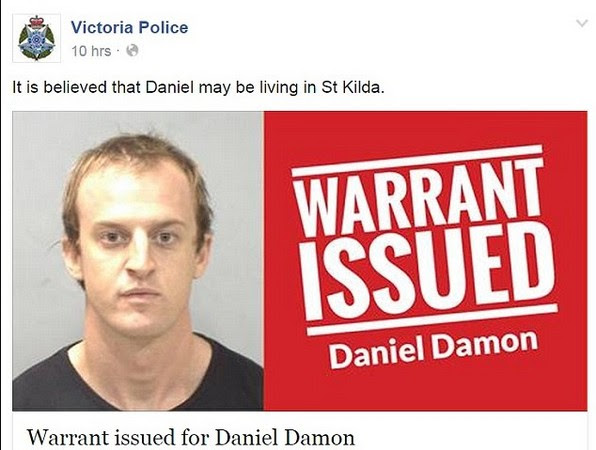 Victoria Police
10 hrs ·
It is believed that Daniel may be living in St Kilda.
WARRANT
ISSUED
Daniel Damon
Warrant issued for Daniel Damon